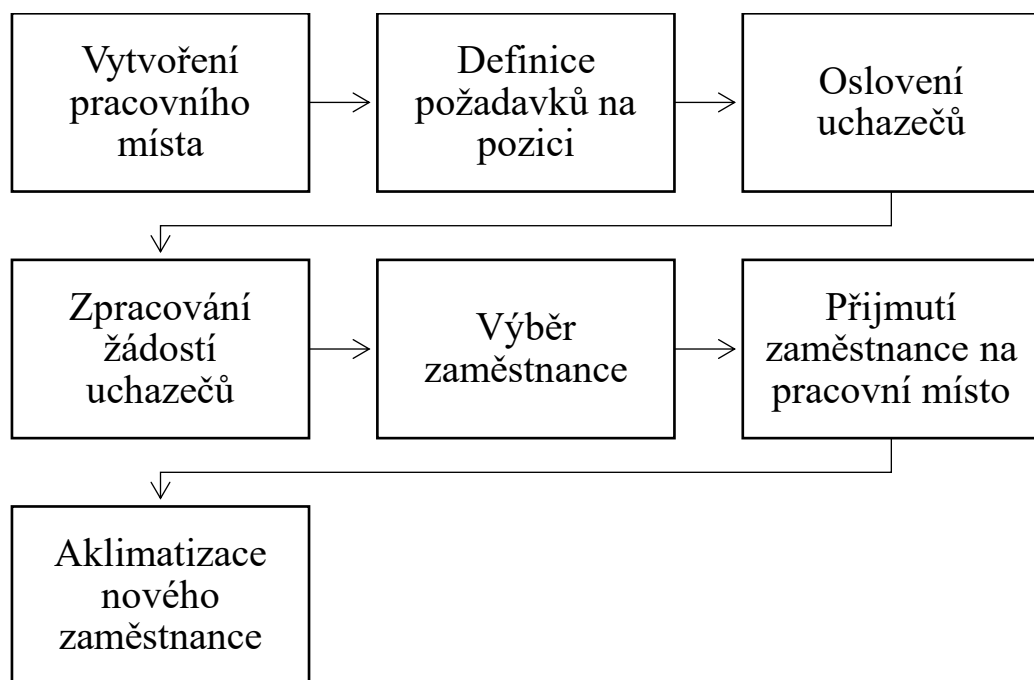 Vytvoření
pracovního
místa
Definice
požadavků na
pozici
Oslovení
uchazečů
Zpracování
žádostí
uchazečů
Výběr
zaměstnance
Přijmutí
zaměstnance na
pracovní místo
Aklimatizace
nového
zaměstnance